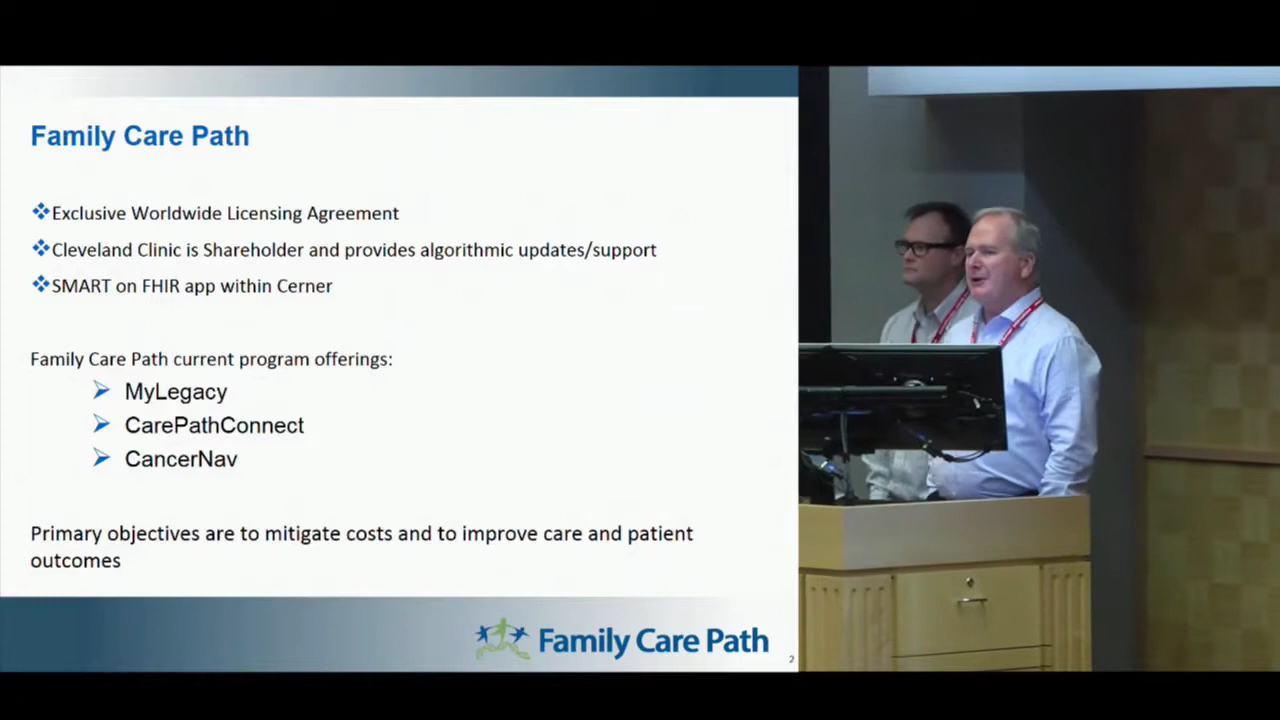 Family Care Path
❖Exclusive Worldwide Licensing Agreement
❖Cleveland Clinic is Shareholder and provides algorithmic updates/support
❖SMART on FHIR app within Cerner
Family Care Path current program offerings:
➢ MyLegacy
➢ CarePathConnect
➢ CancerNav
Primary objectives are to mitigate costs and to improve care and patient
outcomes
Family Care Path
2